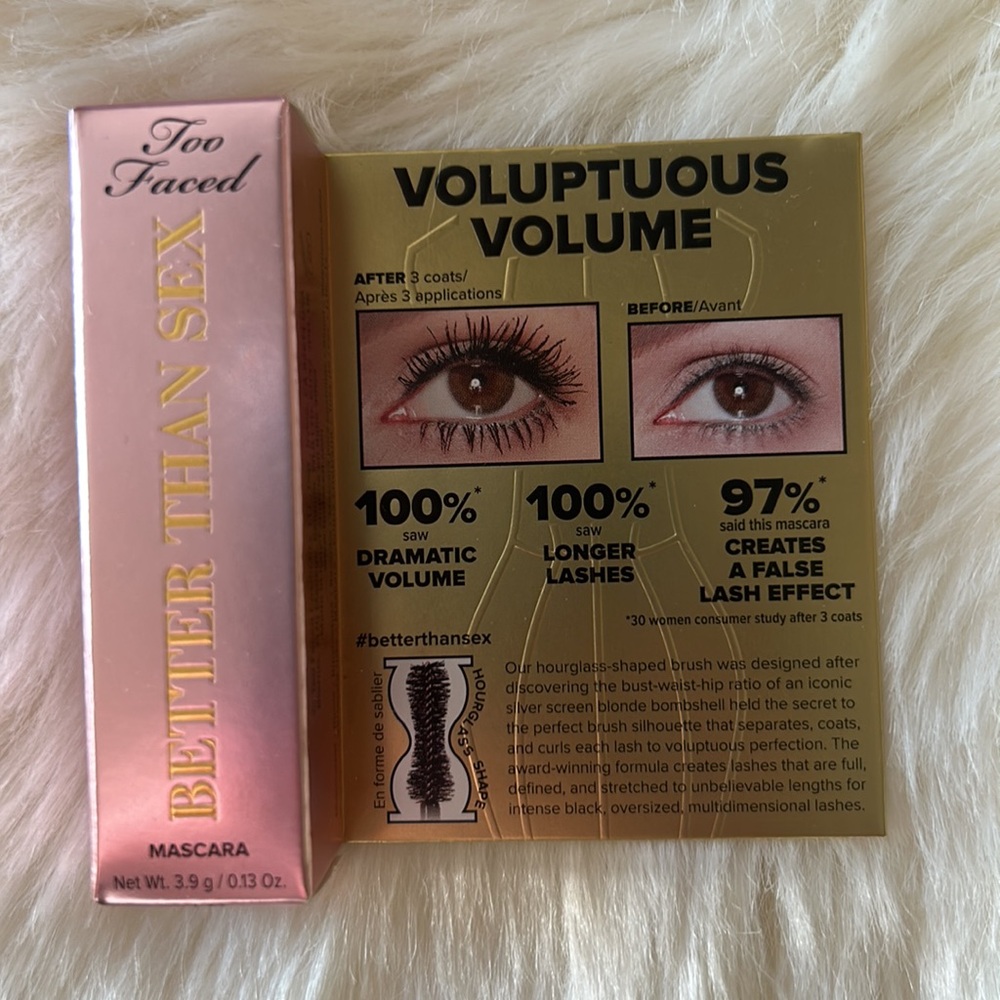 Too
Faced
BETTER THAN SEX
MASCARA
Net Wt. 3.9 g / 0.13 Oz.
VOLUPTUOUS
VOLUME
AFTER 3 coats/
Après 3 applications
BEFORE/Avant
100%*
saw
DRAMATIC
VOLUME
100%*
saw
LONGER
LASHES
97%*
said this mascara
CREATES
A FALSE
LASH EFFECT
*30 women consumer study after 3 coats
#betterthansex
En forme de sablier
HOURGLASS SHAPE
Our hourglass-shaped brush was designed after
discovering the bust-waist-hip ratio of an iconic
silver screen blonde bombshell held the secret to
the perfect brush silhouette that separates, coats,
and curls each lash to voluptuous perfection. The
award-winning formula creates lashes that are full,
defined, and stretched to unbelievable lengths for
intense black, oversized, multidimensional lashes.